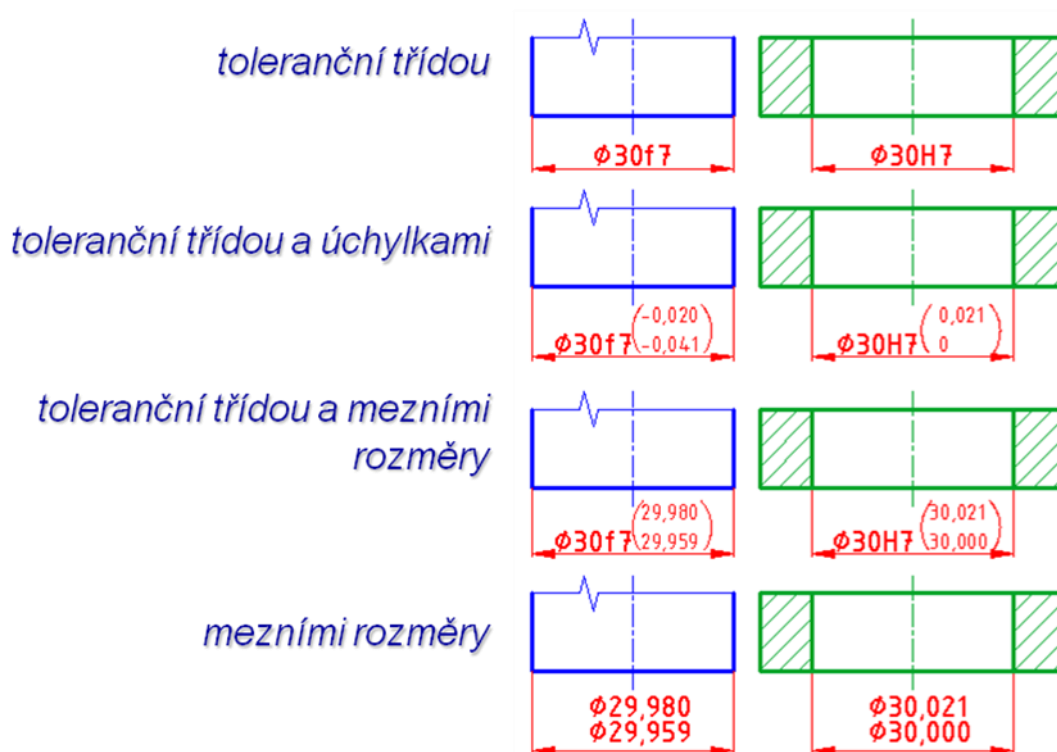 toleranční třídou
ϕ30f7
ϕ30H7
toleranční třídou a úchylkami
ϕ30f7(-0,020
-0,041)
ϕ30H7(0,021
0)
toleranční třídou a mezními
rozměry
ϕ30f7(29,980
29,959)
ϕ30H7(30,021
30,000)
mezními rozměry
ϕ29,980
ϕ29,959
ϕ30,021
ϕ30,000